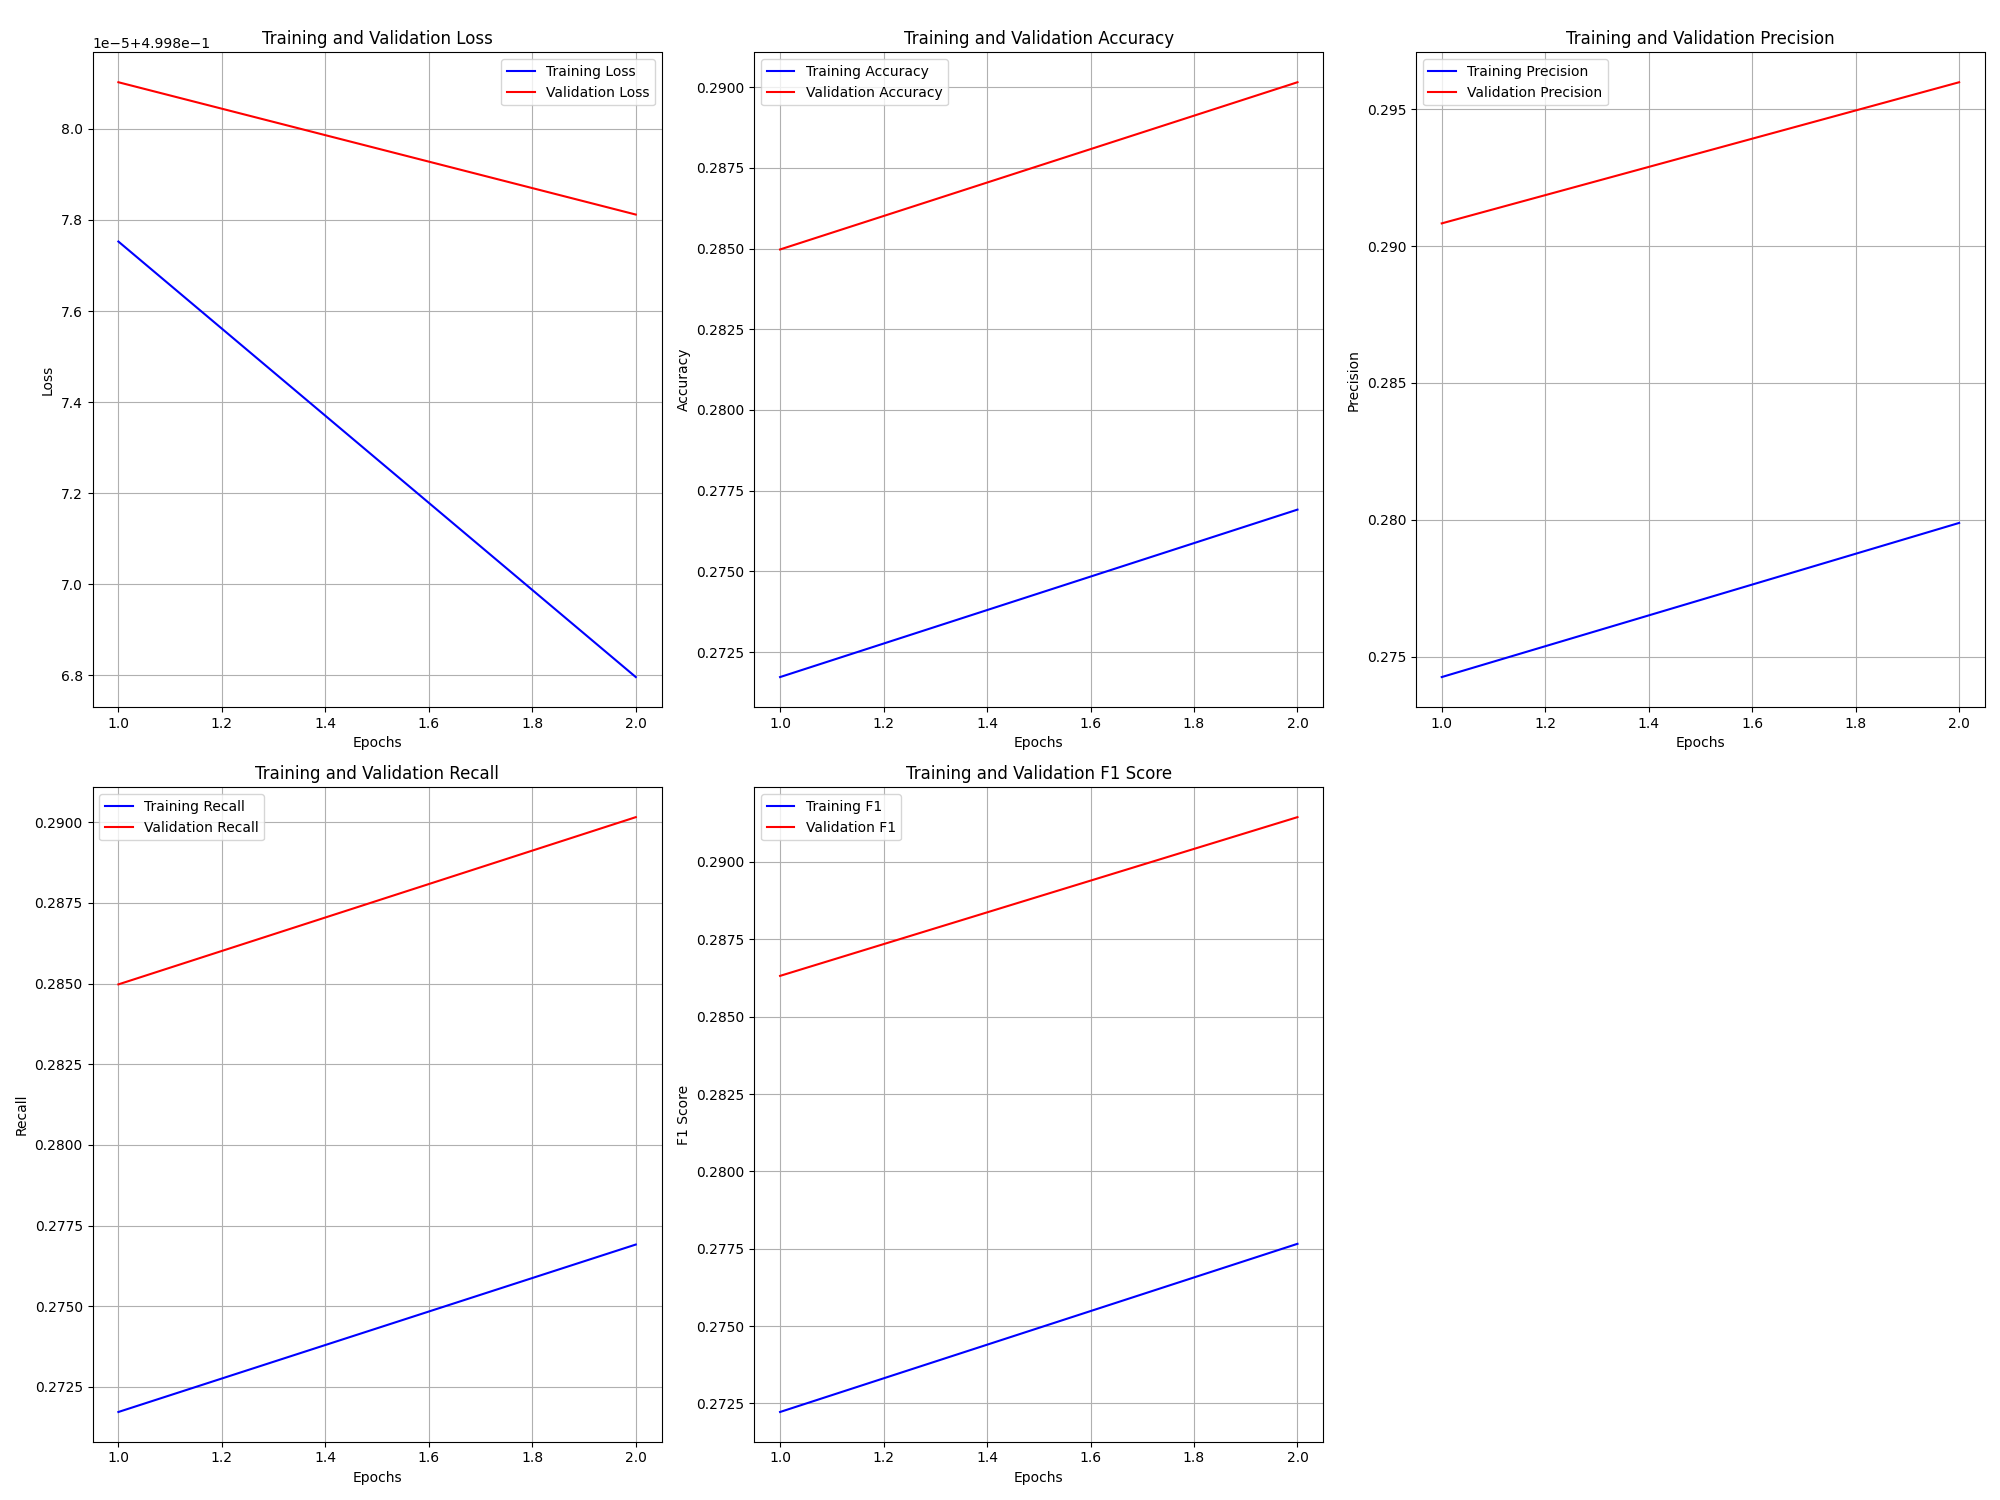 Training and Validation Loss
1e−5+4.998e−1
Training Loss
Validation Loss
8.0
7.8
7.6
7.4
7.2
7.0
6.8
Loss
1.0 1.2 1.4 1.6 1.8 2.0
Epochs
Training and Validation Accuracy
Training Accuracy
Validation Accuracy
0.2900
0.2875
0.2850
0.2825
0.2800
0.2775
0.2750
0.2725
Accuracy
1.0 1.2 1.4 1.6 1.8 2.0
Epochs
Training and Validation Precision
Training Precision
Validation Precision
0.295
0.290
0.285
0.280
0.275
Precision
1.0 1.2 1.4 1.6 1.8 2.0
Epochs
Training and Validation Recall
Training Recall
Validation Recall
0.2900
0.2875
0.2850
0.2825
0.2800
0.2775
0.2750
0.2725
Recall
1.0 1.2 1.4 1.6 1.8 2.0
Epochs
Training and Validation F1 Score
Training F1
Validation F1
0.2900
0.2875
0.2850
0.2825
0.2800
0.2775
0.2750
0.2725
F1 Score
1.0 1.2 1.4 1.6 1.8 2.0
Epochs